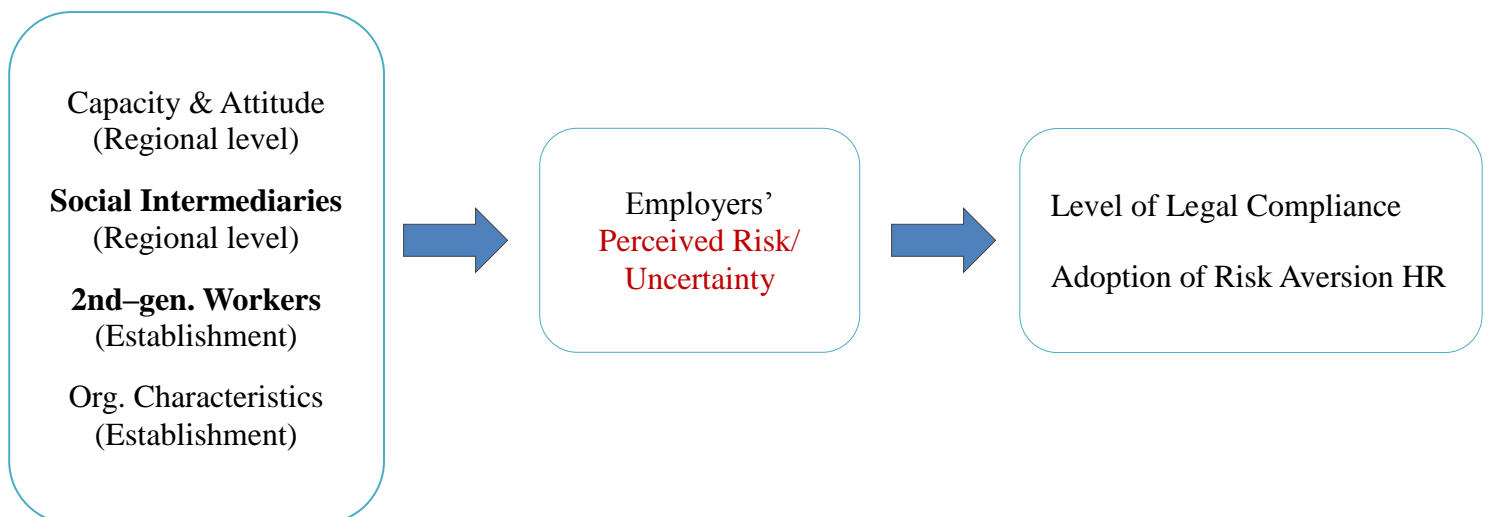 Capacity & Attitude
(Regional level)
Social Intermediaries
(Regional level)
2nd–gen. Workers
(Establishment)
Org. Characteristics
(Establishment)
Employers’
Perceived Risk/
Uncertainty
Level of Legal Compliance
Adoption of Risk Aversion HR